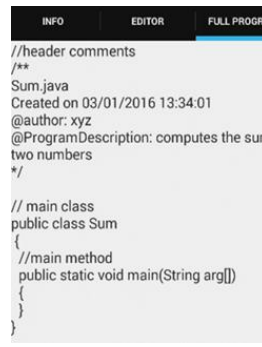 INFO EDITOR FULL PROGR
//header comments
/**
Sum.java
Created on 03/01/2016 13:34:01
@author: xyz
@ProgramDescription: computes the sum
two numbers
*/
// main class
public class Sum
{
//main method
public static void main(String arg[])
{
}
}